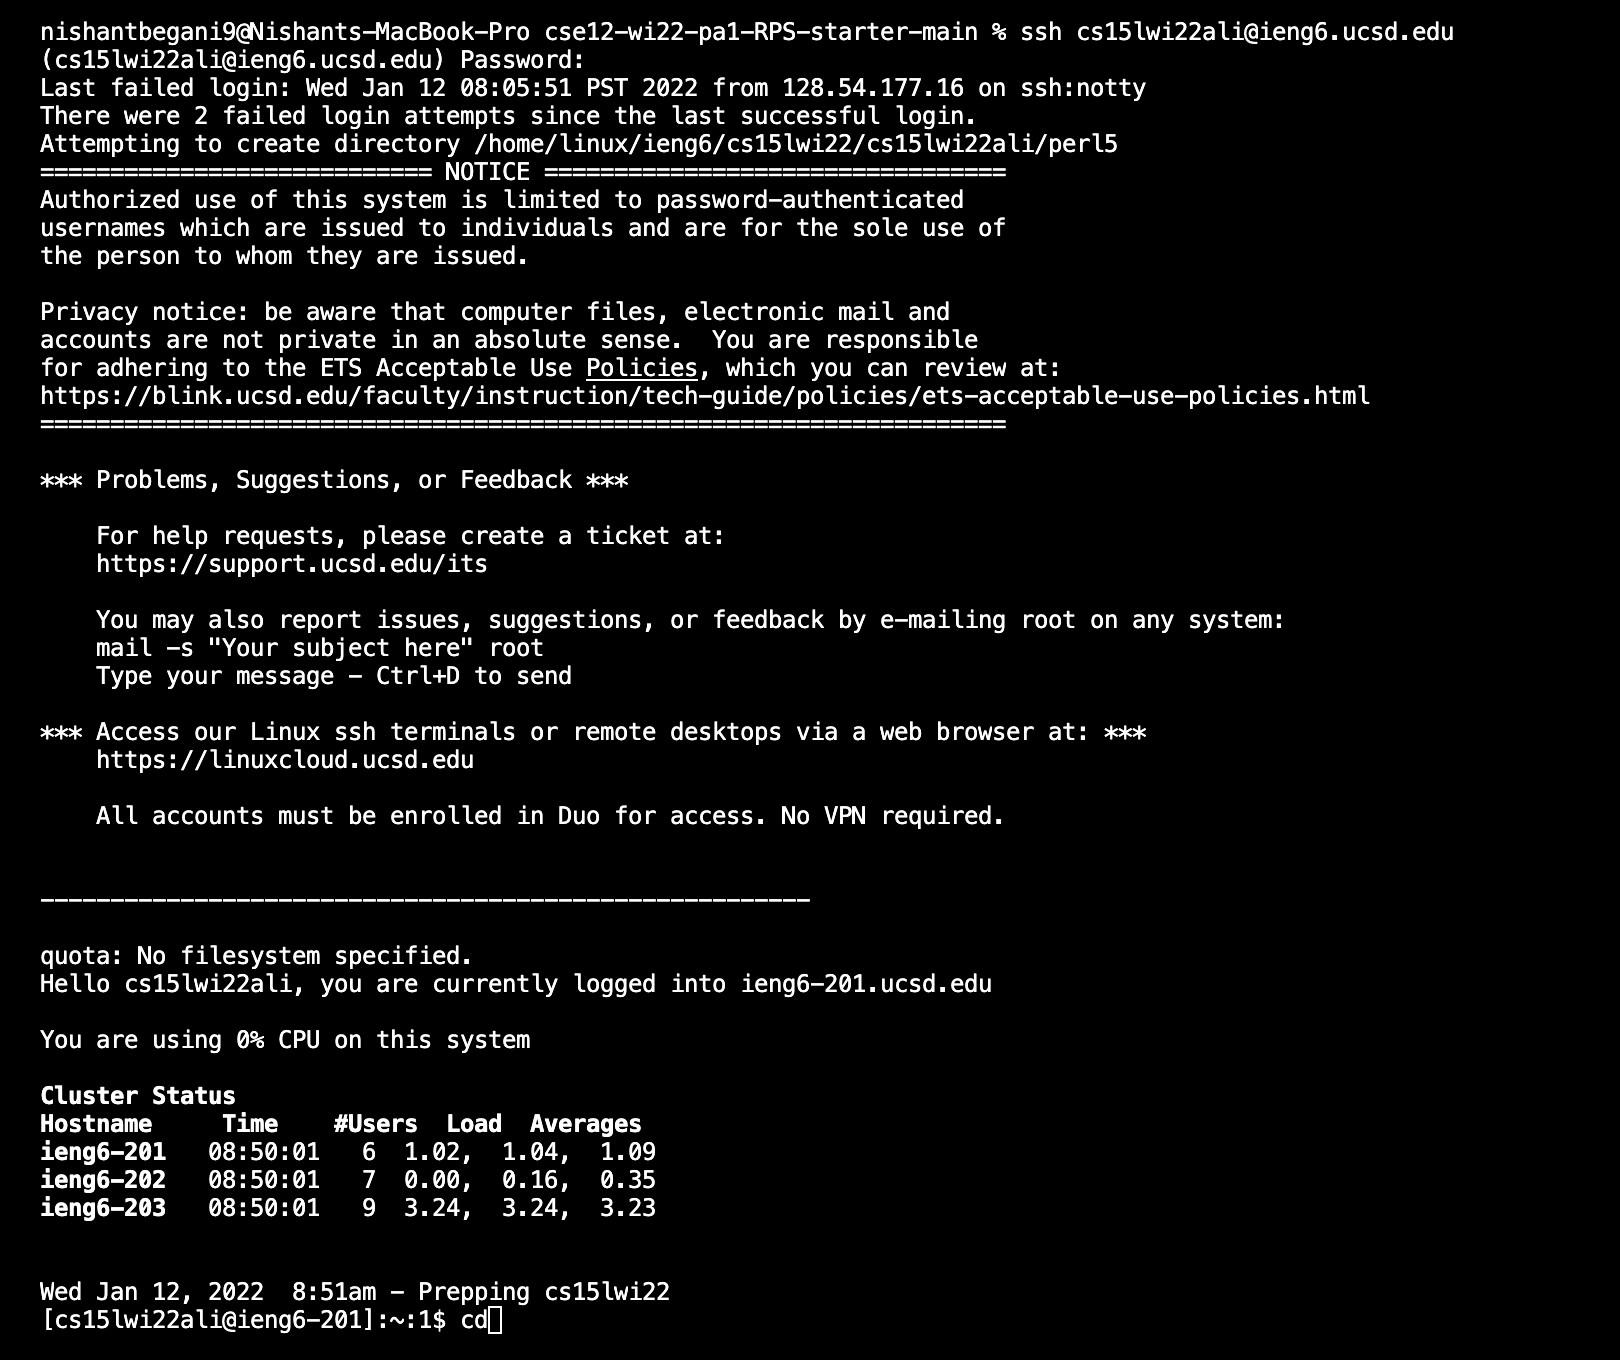 nishantbegani9@Nishants-MacBook-Pro cse12-wi22-pa1-RPS-starter-main % ssh cs15lwi22ali@ieng6.ucsd.edu
(cs15lwi22ali@ieng6.ucsd.edu) Password:
Last failed login: Wed Jan 12 08:05:51 PST 2022 from 128.54.177.16 on ssh:notty
There were 2 failed login attempts since the last successful login.
Attempting to create directory /home/linux/ieng6/cs15lwi22/cs15lwi22ali/perl5
============================ NOTICE =================================
Authorized use of this system is limited to password-authenticated
usernames which are issued to individuals and are for the sole use of
the person to whom they are issued.

Privacy notice: be aware that computer files, electronic mail and
accounts are not private in an absolute sense.  You are responsible
for adhering to the ETS Acceptable Use Policies, which you can review at:
https://blink.ucsd.edu/faculty/instruction/tech-guide/policies/ets-acceptable-use-policies.html
=====================================================================

*** Problems, Suggestions, or Feedback ***

    For help requests, please create a ticket at:
    https://support.ucsd.edu/its

    You may also report issues, suggestions, or feedback by e-mailing root on any system:
    mail -s "Your subject here" root
    Type your message - Ctrl+D to send

*** Access our Linux ssh terminals or remote desktops via a web browser at: ***
    https://linuxcloud.ucsd.edu

    All accounts must be enrolled in Duo for access. No VPN required.

-------------------------------------------------------

quota: No filesystem specified.
Hello cs15lwi22ali, you are currently logged into ieng6-201.ucsd.edu

You are using 0% CPU on this system

Cluster Status
Hostname     Time    #Users  Load  Averages
ieng6-201   08:50:01   6  1.02,  1.04,  1.09
ieng6-202   08:50:01   7  0.00,  0.16,  0.35
ieng6-203   08:50:01   9  3.24,  3.24,  3.23

Wed Jan 12, 2022  8:51am - Prepping cs15lwi22
[cs15lwi22ali@ieng6-201]:~:1$ cd